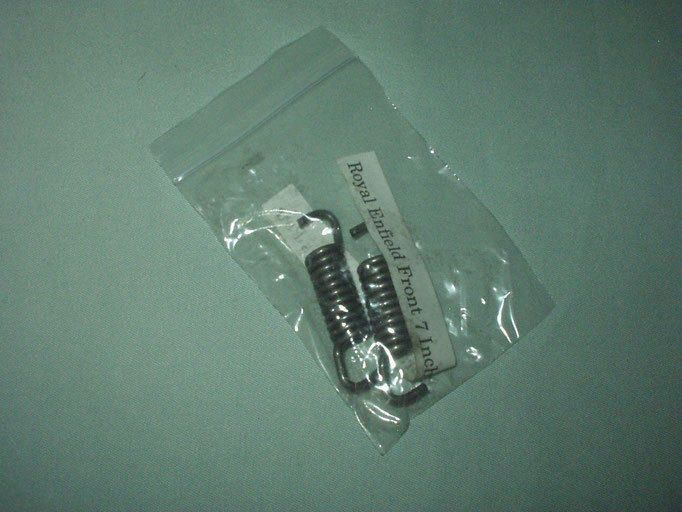 Royal Enfield Front 7 Inch